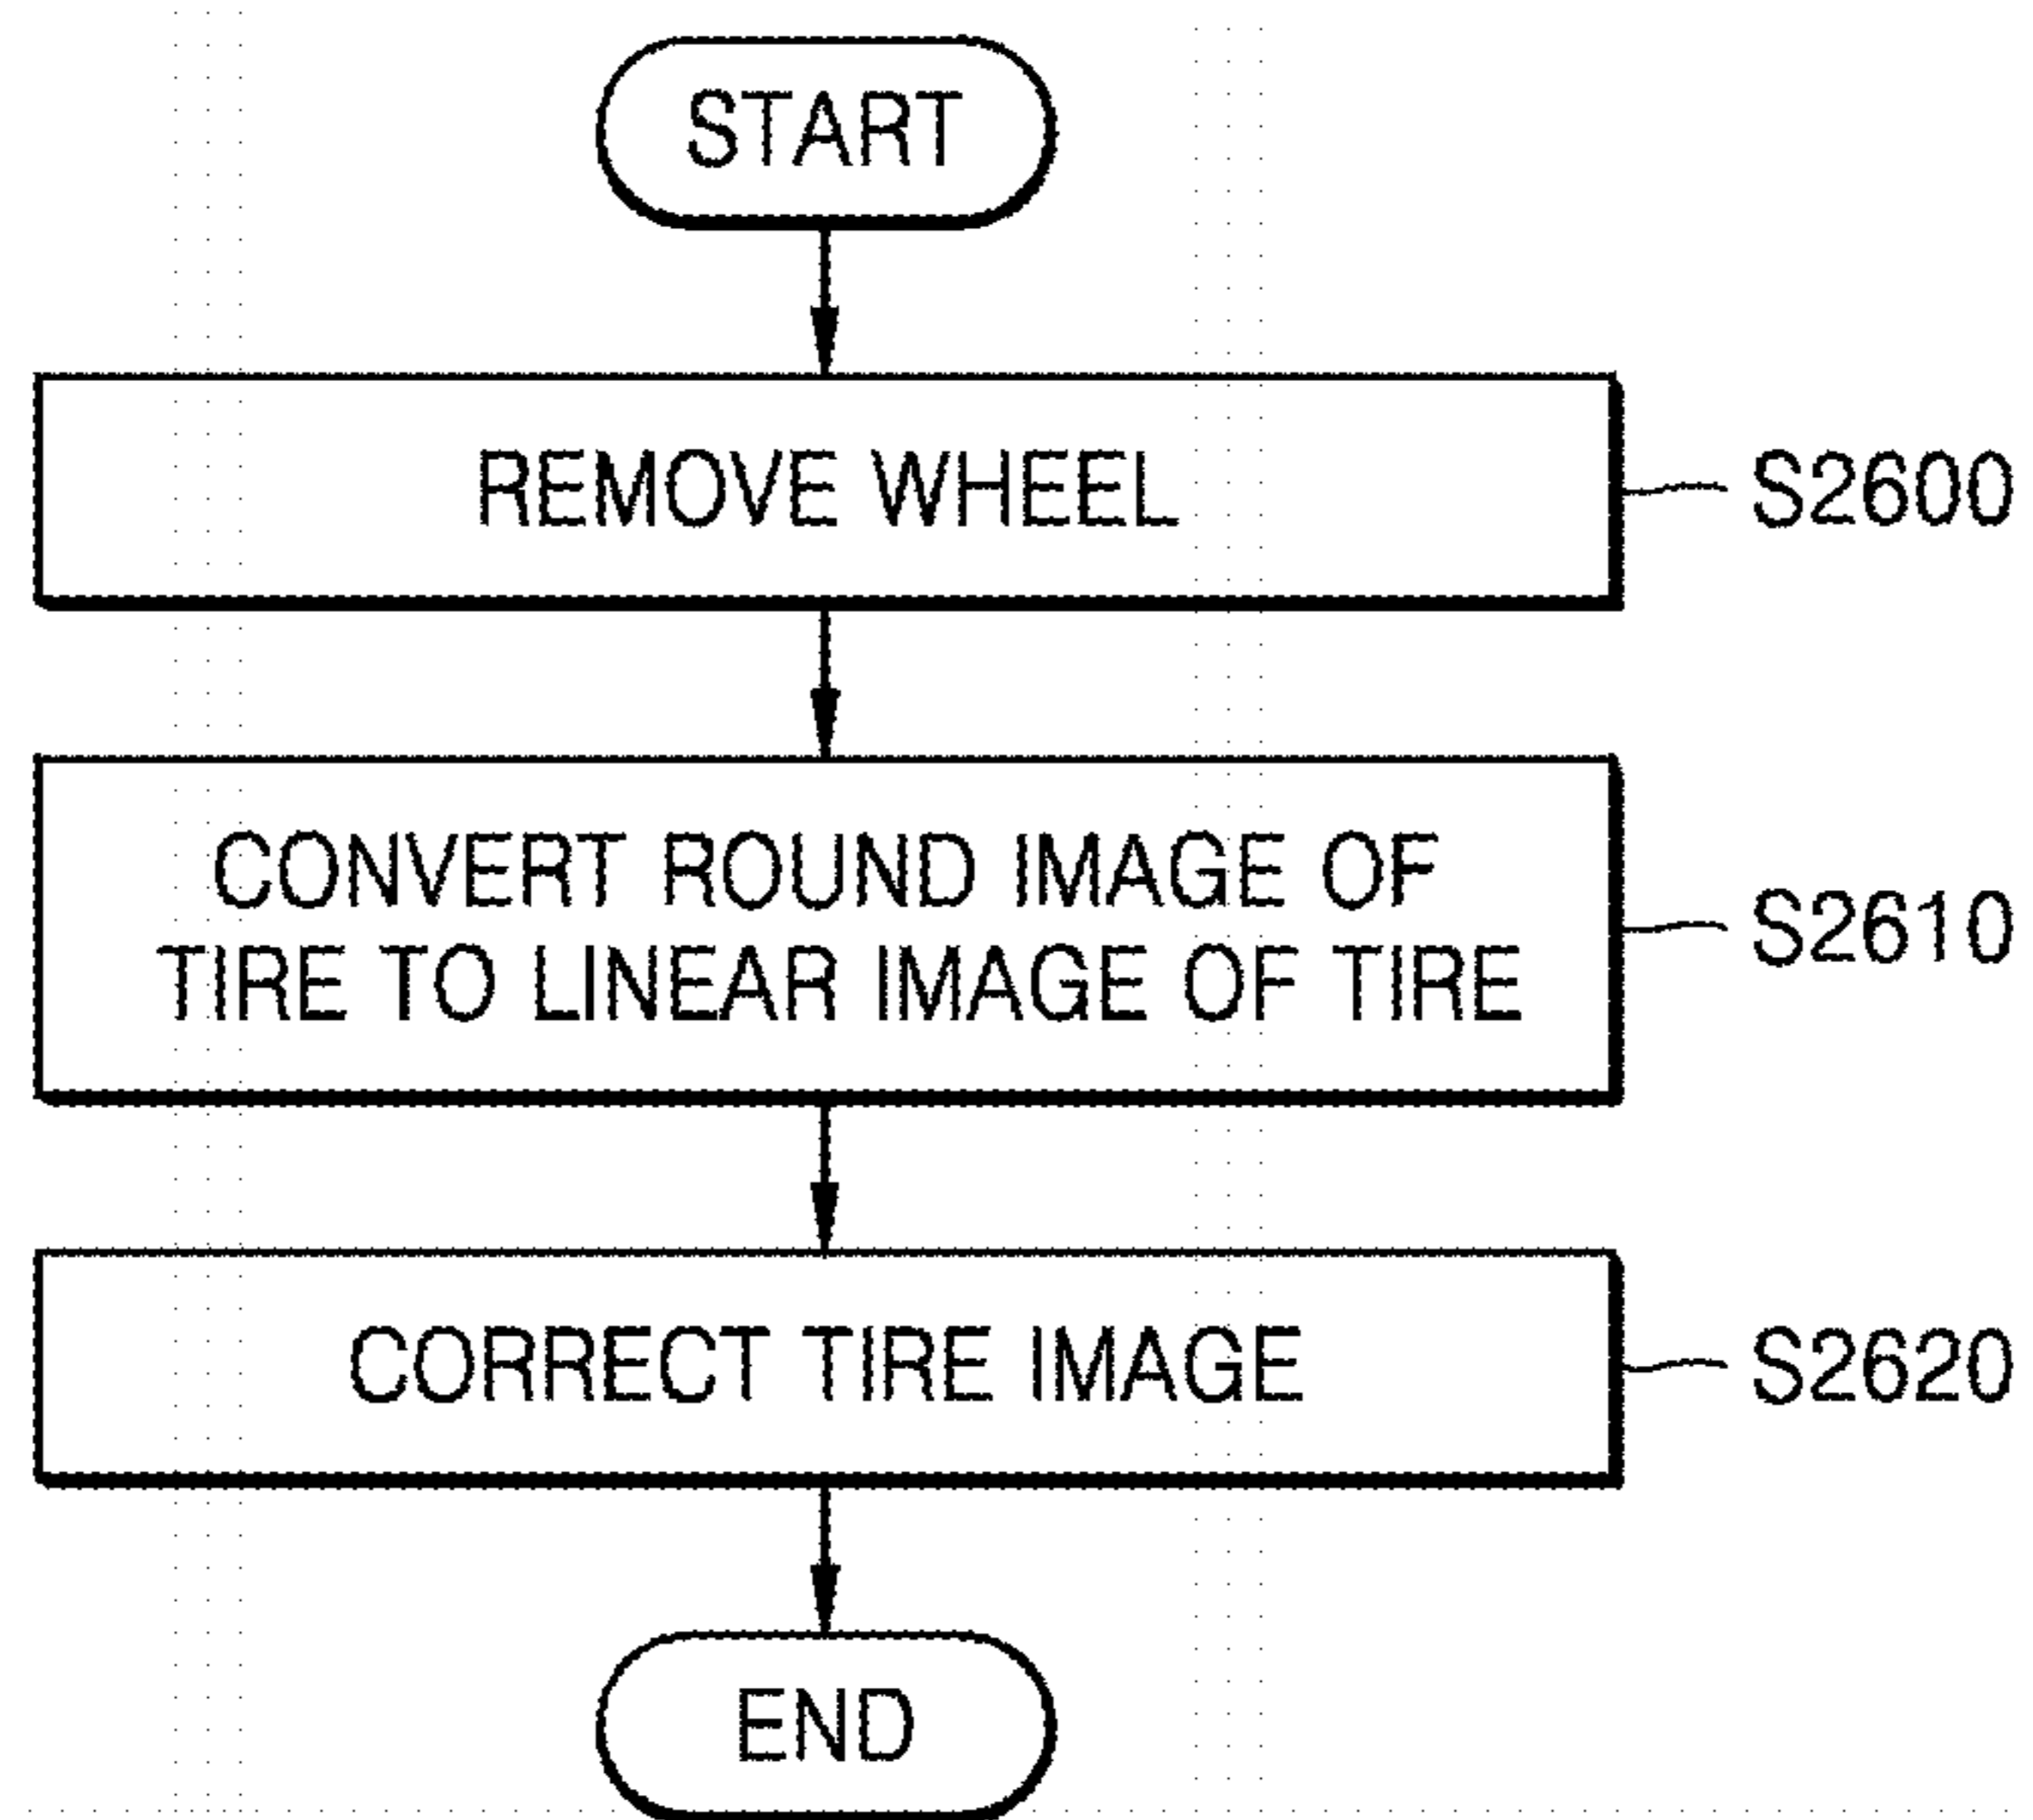 START
REMOVE WHEEL
S2600
CONVERT ROUND IMAGE OF
TIRE TO LINEAR IMAGE OF TIRE
S2610
CORRECT TIRE IMAGE
S2620
END